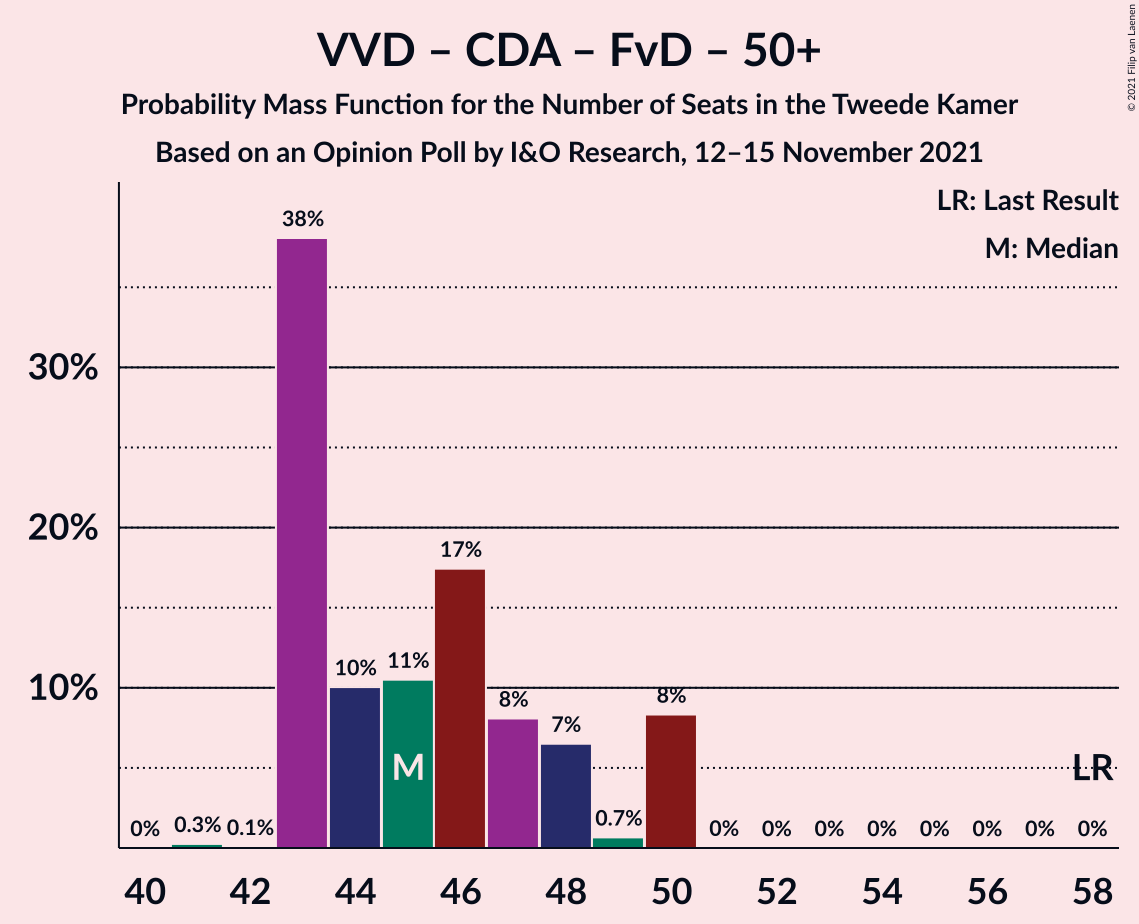 VVD – CDA – FvD – 50+
Probability Mass Function for the Number of Seats in the Tweede Kamer
Based on an Opinion Poll by I&O Research, 12–15 November 2021
© 2021 Filip van Laenen
LR: Last Result
M: Median
30%
20%
10%
0%
0.3%
0.1%
38%
10%
11%
17%
8%
7%
0.7%
8%
0%
0%
0%
0%
0%
0%
0%
0%
M
LR
40 42 44 46 48 50 52 54 56 58